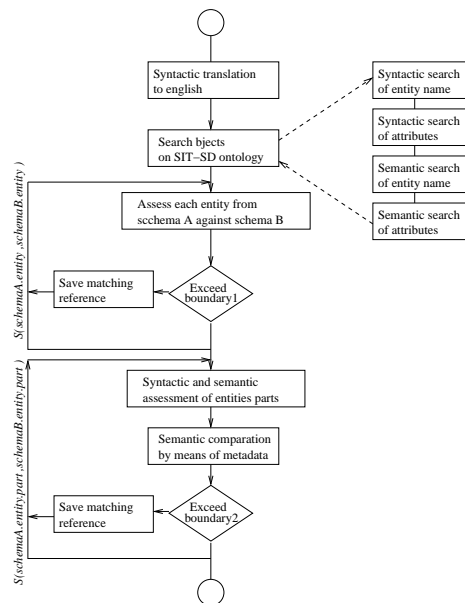 Syntactic translation
to english
Search bjects
on SIT-SD ontology
Syntactic search
of entity name
Syntactic search
of attributes
Semantic search
of entity name
Semantic search
of attributes
Assess each entity from
scchema A against schema B
S(schemaA.entity ,schemaB.entity)
Save matching
reference
Exceed
boundary1
Syntactic and semantic
assessment of entities parts
Semantic comparation
by means of metadata
S(schemaA.entity.part ,schemaB.entity.part )
Save matching
reference
Exceed
boundary2